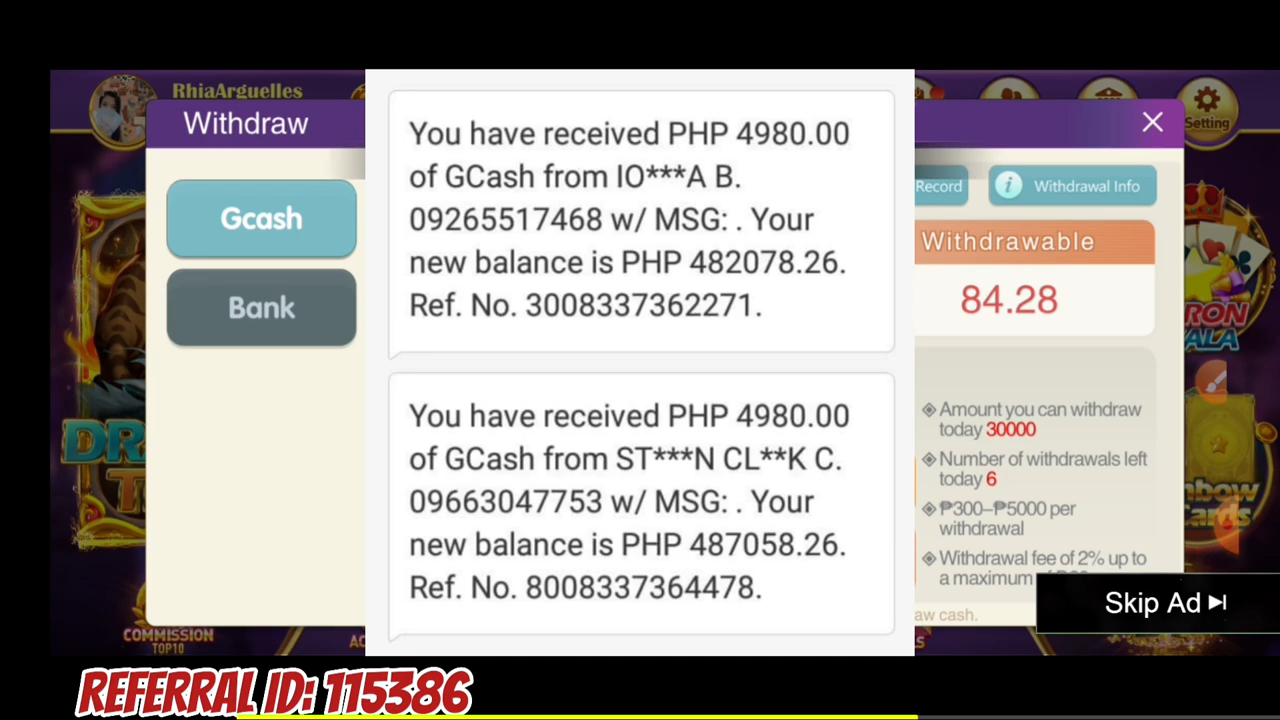 RhiaArguelles
Withdraw
Setting
Gcash
Bank
You have received PHP 4980.00
of GCash from IO***A B.
09265517468 w/ MSG: . Your
new balance is PHP 482078.26.
Ref. No. 3008337362271.
You have received PHP 4980.00
of GCash from ST***N CL**K C.
09663047753 w/ MSG: . Your
new balance is PHP 487058.26.
Ref. No. 8008337364478.
Record
Withdrawal Info
Withdrawable
84.28
Amount you can withdraw
today 30000
Number of withdrawals left
today 6
₱300–₱5000 per
withdrawal
Withdrawal fee of 2% up to
a maximum
cash.
Skip Ad
COMMISSION
TOP10
REFERRAL ID: 115386